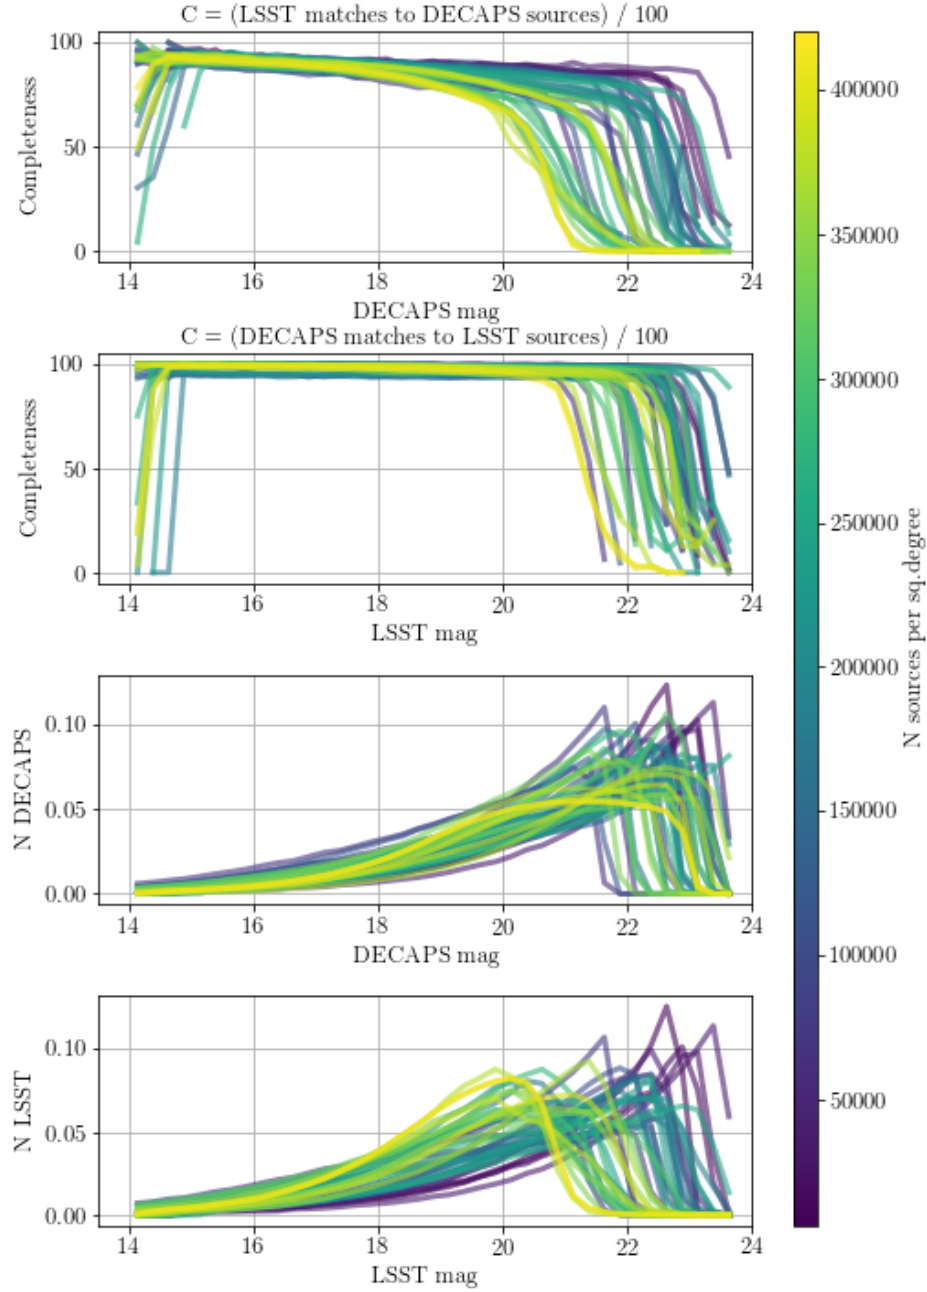 C = (LSST matches to DECAPS sources) / 100
100
50
0
Completeness
14 16 18 20 22 24
DECAPS mag
C = (DECAPS matches to LSST sources) / 100
100
50
0
Completeness
14 16 18 20 22 24
LSST mag
0.10
0.05
0.00
N DECAPS
14 16 18 20 22 24
DECAPS mag
0.10
0.05
0.00
N LSST
14 16 18 20 22 24
LSST mag
400000
350000
300000
250000
200000
150000
100000
50000
N sources per sq.degree